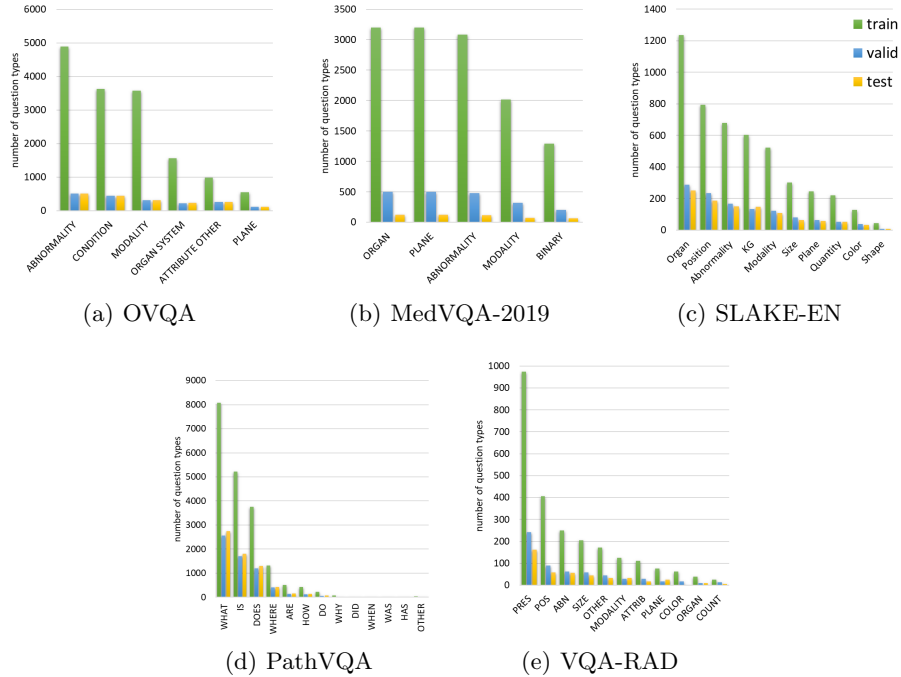 number of question types
6000
5000
4000
3000
2000
1000
0
ABNORMALITY
CONDITION
MODALITY
ORGAN SYSTEM
ATTRIBUTE OTHER
PLANE
(a) OVQA
number of question types
3500
3000
2500
2000
1500
1000
500
0
ORGAN
PLANE
ABNORMALITY
MODALITY
BINARY
(b) MedVQA-2019
number of question types
1400
1200
1000
800
600
400
200
0
Organ
Position
Abnormality
KG
Modality
Size
Plane
Quantity
Color
Shape
train
valid
test
(c) SLAKE-EN
number of question types
9000
8000
7000
6000
5000
4000
3000
2000
1000
0
WHAT
IS
DOES
WHERE
ARE
HOW
DO
WHY
DID
WHEN
WAS
HAS
OTHER
(d) PathVQA
number of question types
1000
900
800
700
600
500
400
300
200
100
0
PRES
POS
ABN
SIZE
OTHER
MODALITY
ATTRIB
PLANE
COLOR
ORGAN
COUNT
(e) VQA-RAD